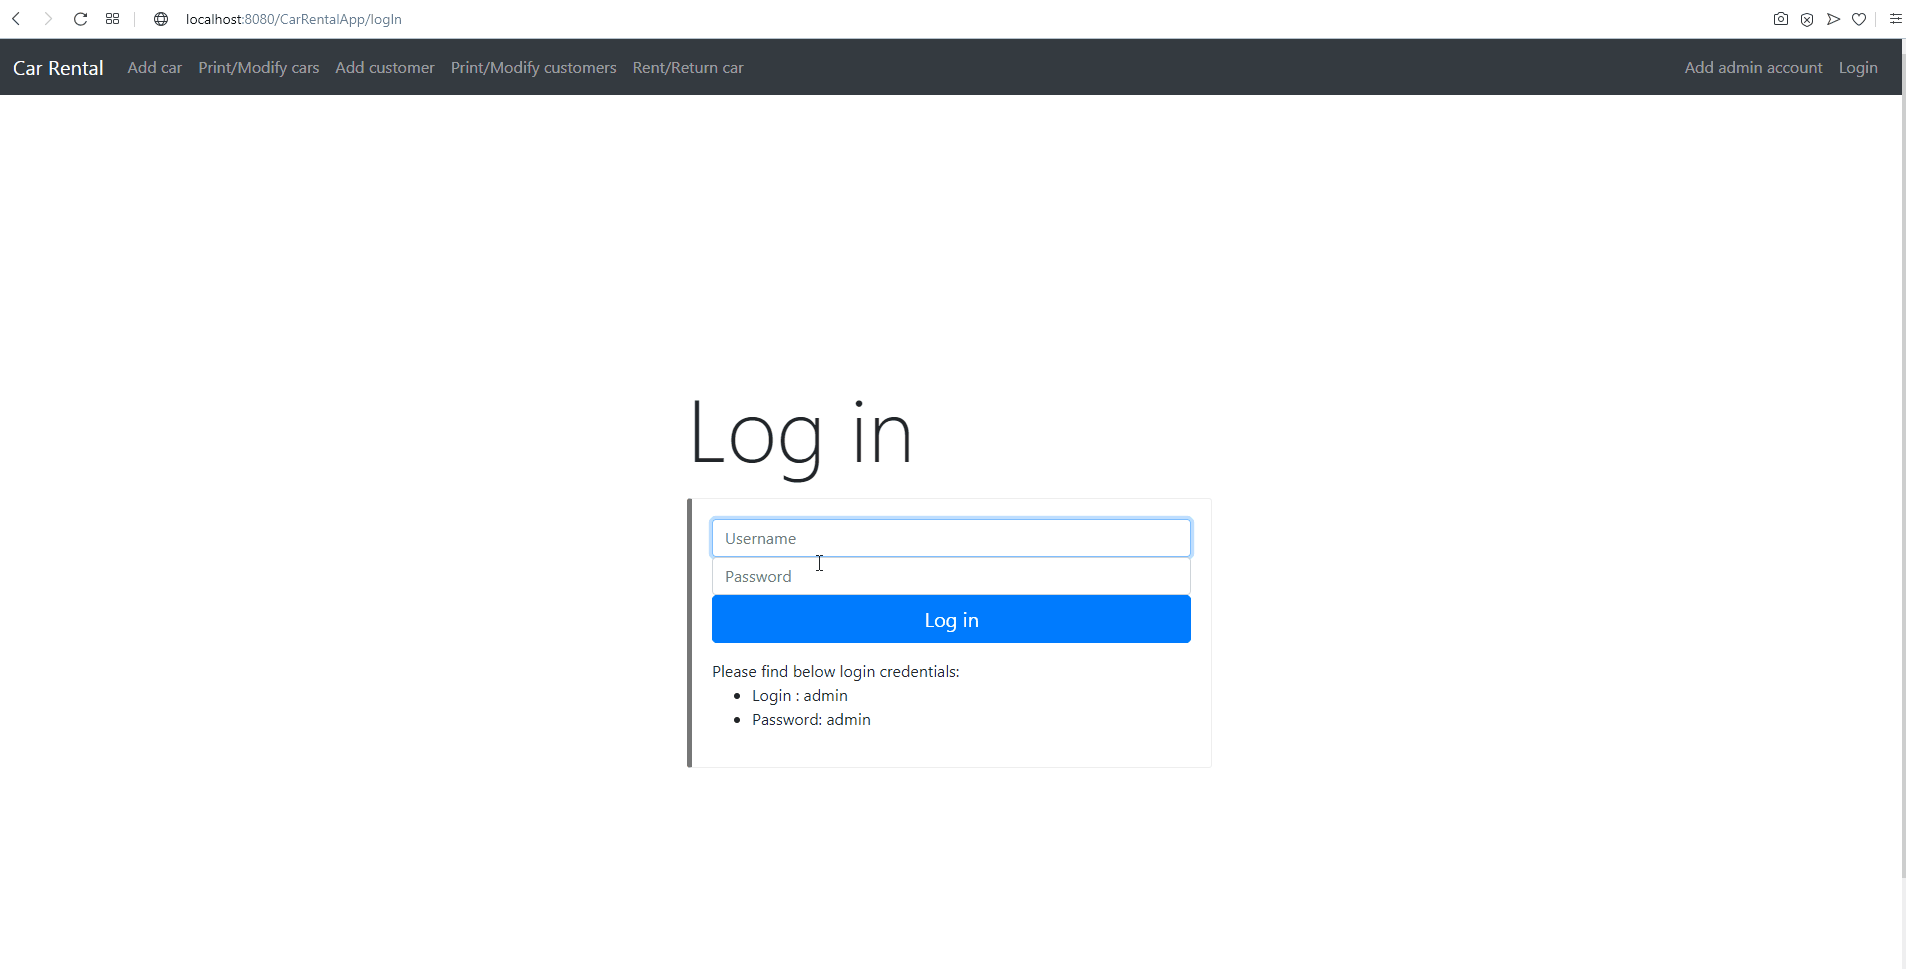 localhost:8080/CarRentalApp/logIn
Car Rental Add car Print/Modify cars Add customer Print/Modify customers Rent/Return car Add admin account Login
Log in
Username
Password
Log in
Please find below login credentials:
• Login : admin
• Password: admin